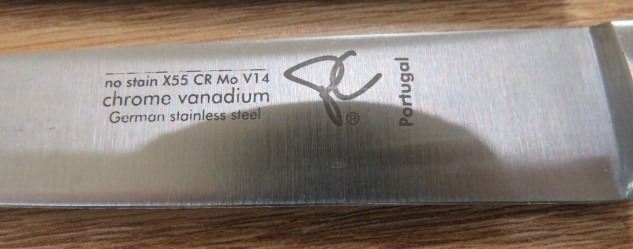 no stain X55 CR Mo V14
chrome vanadium
German stainless steel
®
Portugal